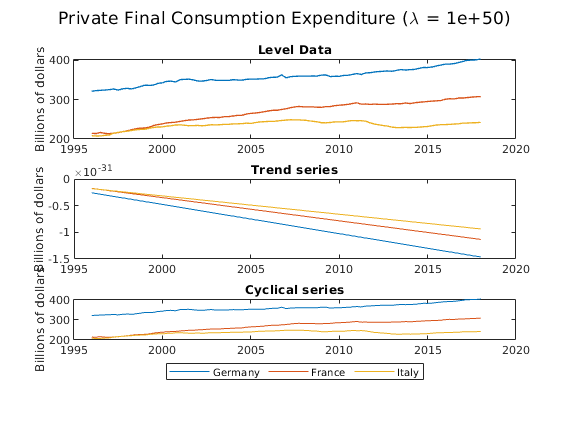 Private Final Consumption Expenditure (λ = 1e+50)
Level Data
Billions of dollars
400
300
200
1995 2000 2005 2010 2015 2020
×10^-31
Trend series
Billions of dollars
0
-0.5
-1
-1.5
1995 2000 2005 2010 2015 2020
Cyclical series
Billions of dollars
400
300
200
1995 2000 2005 2010 2015 2020
Germany France Italy